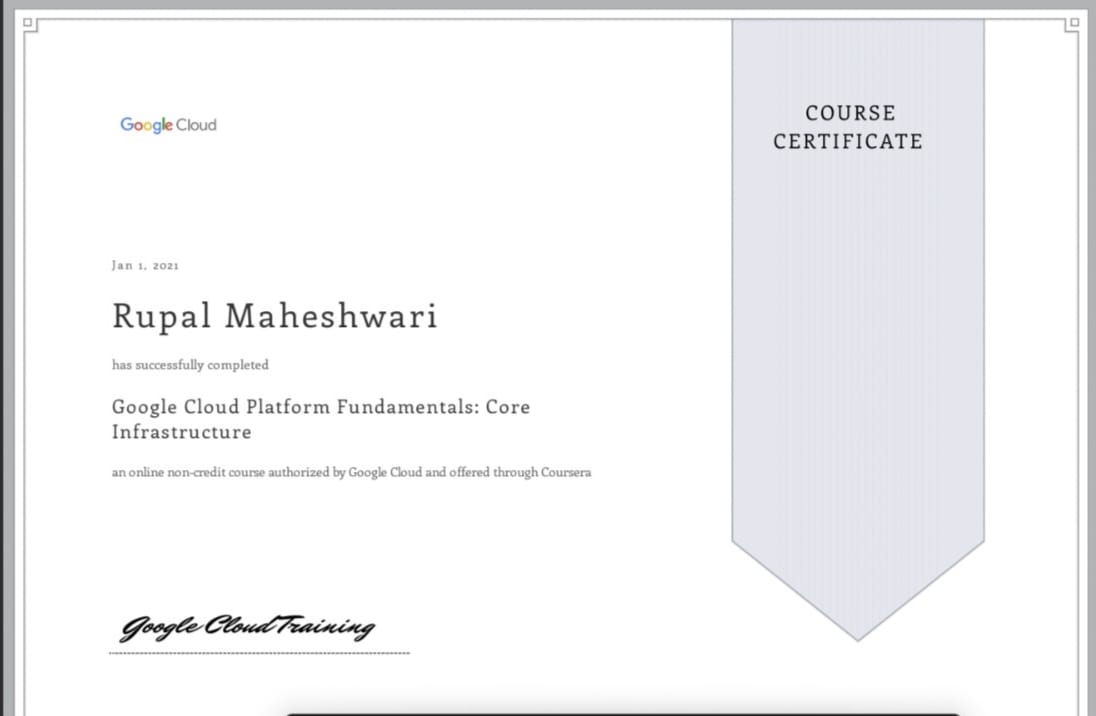 Google Cloud
COURSE
CERTIFICATE
Jan 1, 2021
Rupal Maheshwari
has successfully completed
Google Cloud Platform Fundamentals: Core
Infrastructure
an online non-credit course authorized by Google Cloud and offered through Coursera
Google Cloud Training